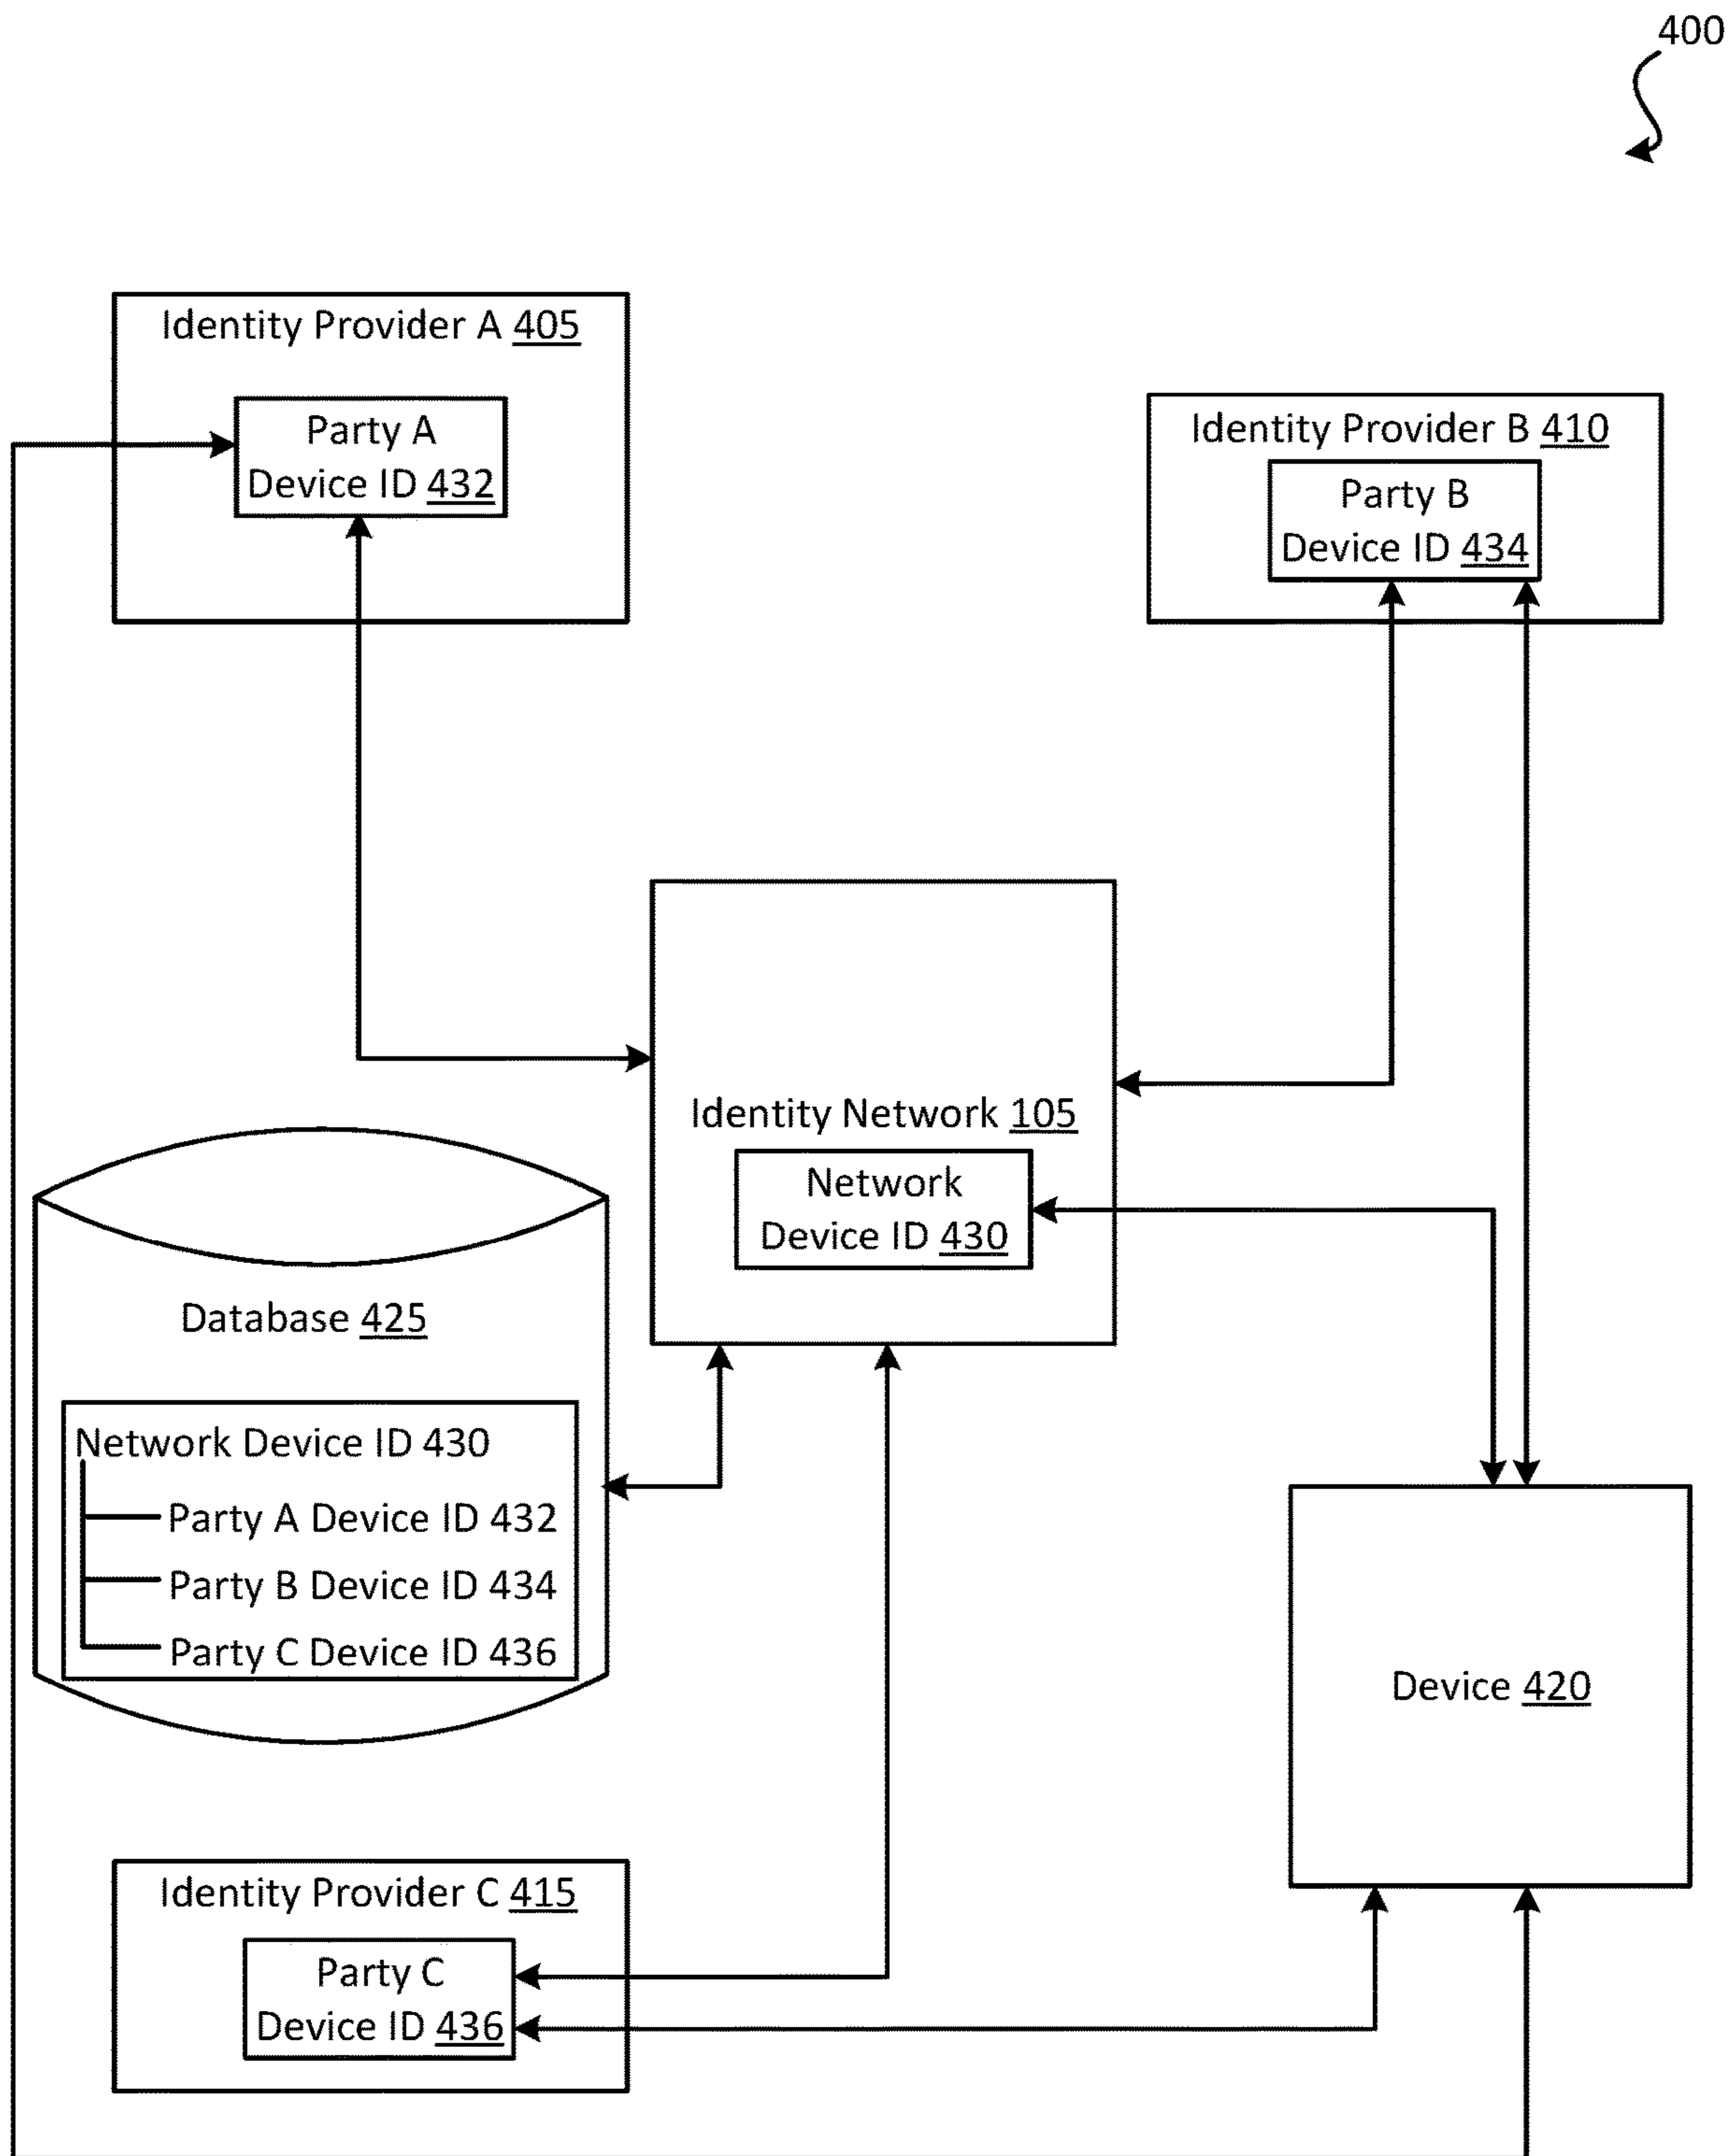 400
Identity Provider A 405
Party A
Device ID 432
Identity Provider B 410
Party B
Device ID 434
Identity Network 105
Network
Device ID 430
Database 425
Network Device ID 430
Party A Device ID 432
Party B Device ID 434
Party C Device ID 436
Device 420
Identity Provider C 415
Party C
Device ID 436